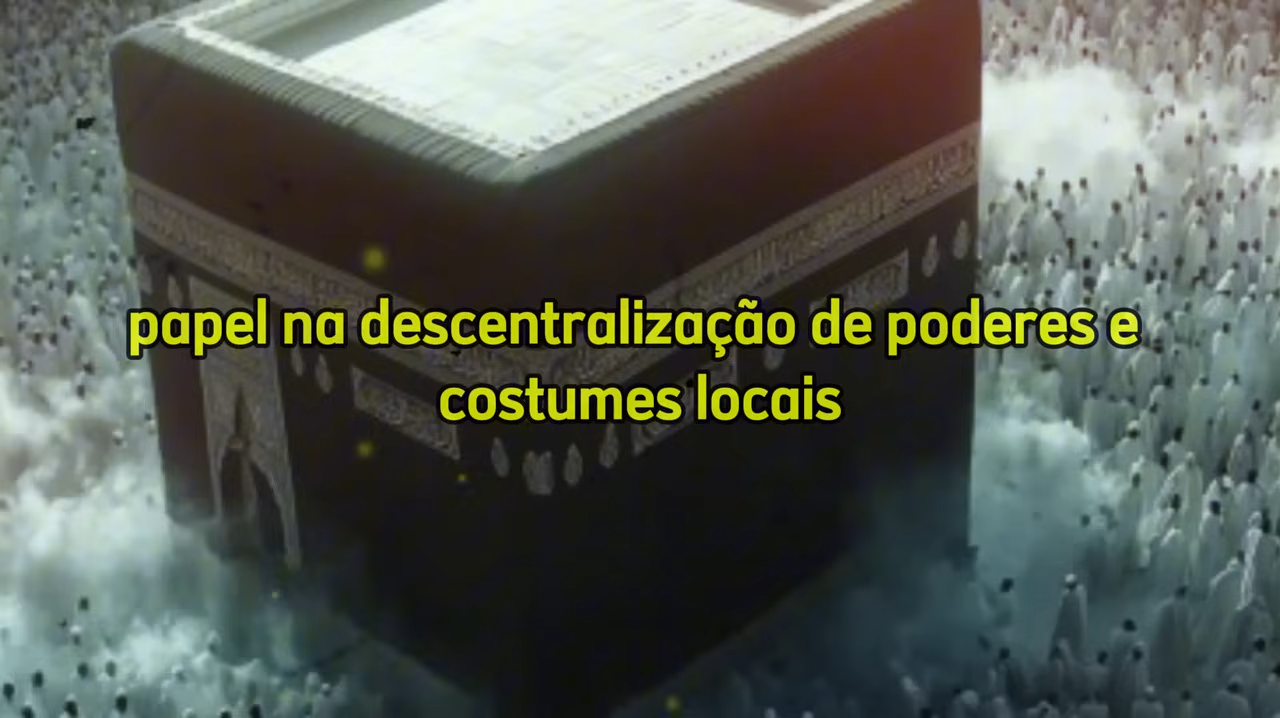 papel na descentralização de poderes e
costumes locais